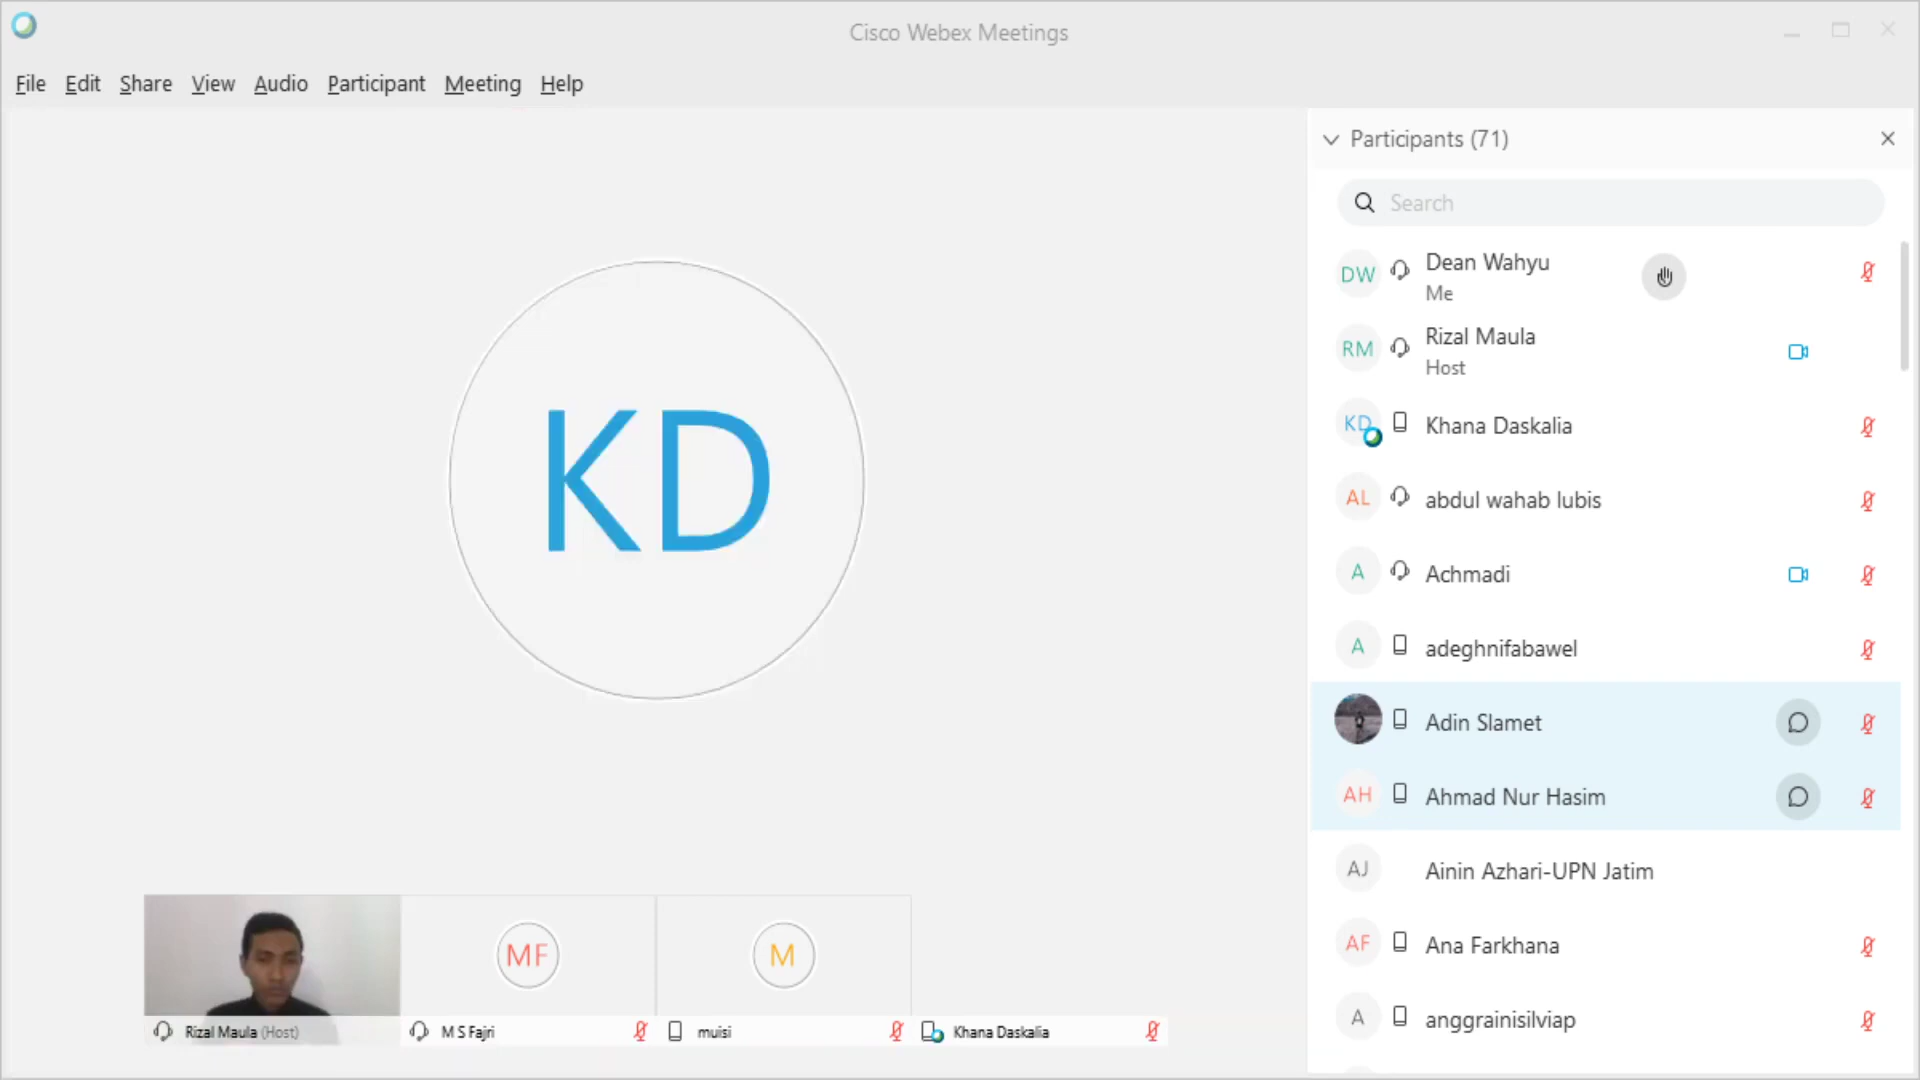 Cisco Webex Meetings
File Edit Share View Audio Participant Meeting Help
Participants (71)
Search
DW Dean Wahyu
Me
RM Rizal Maula
Host
KD Khana Daskalia
AL abdul wahab lubis
A Achmadi
A adeghnifabawel
Adin Slamet
AH Ahmad Nur Hasim
AJ Ainin Azhari-UPN Jatim
AF Ana Farkhana
A anggrainisilviap
KD
MF
M
Rizal Maula (Host)
M S Fajri
muisi
Khana Daskalia